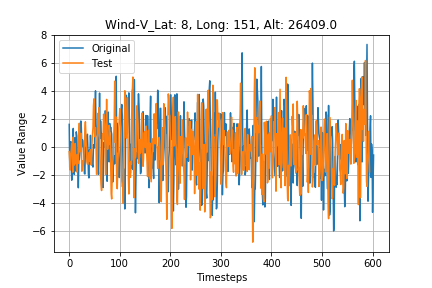 Wind-V_Lat: 8, Long: 151, Alt: 26409.0
Original
Test
Value Range
8
6
4
2
0
−2
−4
−6
0 100 200 300 400 500 600
Timesteps